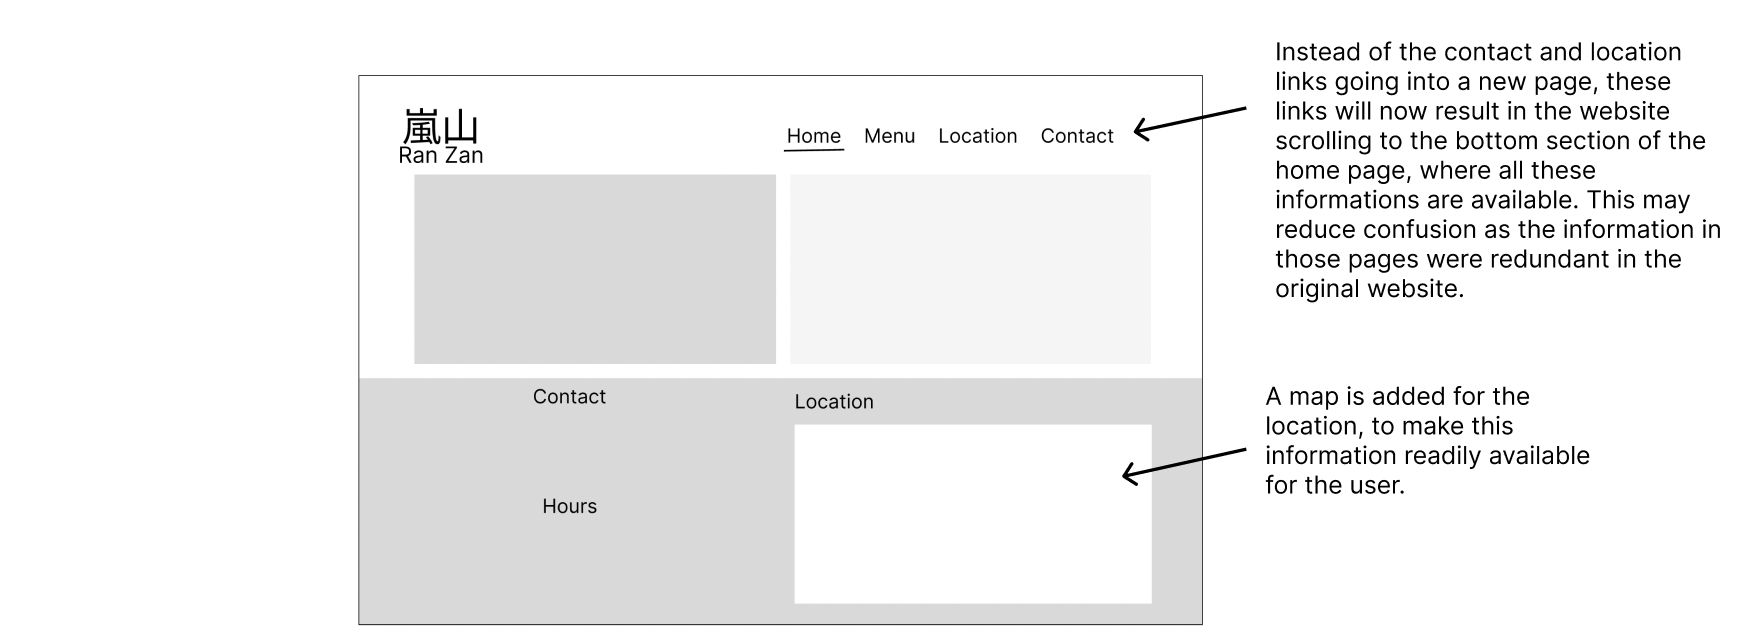 嵐山
Ran Zan
Home Menu Location Contact
Instead of the contact and location
links going into a new page, these
links will now result in the website
scrolling to the bottom section of the
home page, where all these
informations are available. This may
reduce confusion as the information in
those pages were redundant in the
original website.
Contact
Location
Hours
A map is added for the
location, to make this
information readily available
for the user.